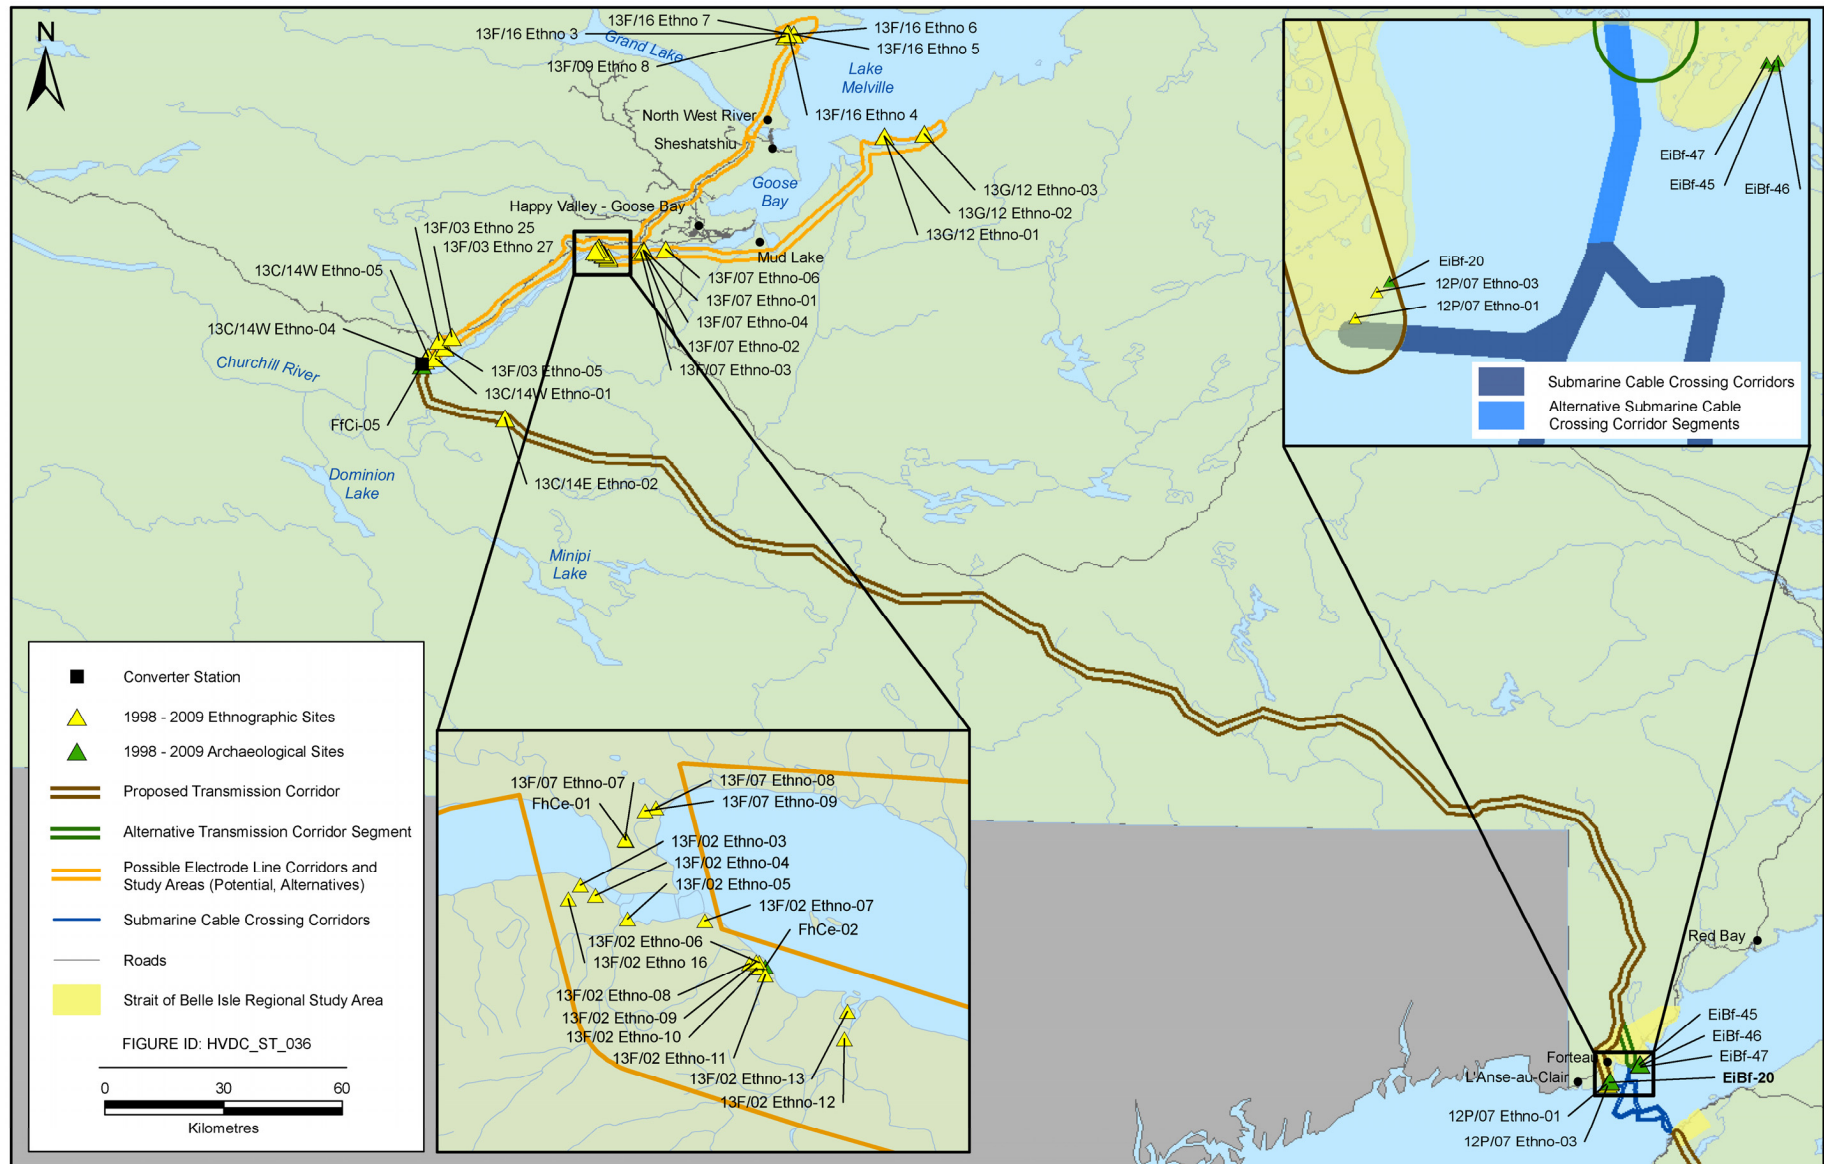 N
13F/16 Ethno 7
13F/16 Ethno 3
Grand Lake
13F/09 Ethno 8
13F/16 Ethno 6
13F/16 Ethno 5
Lake
Melville
13F/16 Ethno 4
North West River
Sheshatshiu
Goose
Bay
Happy Valley - Goose Bay
13G/12 Ethno-03
13G/12 Ethno-02
13G/12 Ethno-01
13F/03 Ethno 25
13F/03 Ethno 27
13C/14W Ethno-05
Mud Lake
13F/07 Ethno-06
13F/07 Ethno-01
13F/07 Ethno-04
13F/07 Ethno-02
13F/07 Ethno-03
13C/14W Ethno-04
Churchill River
13F/03 Ethno-05
13C/14W Ethno-01
FfCi-05
13C/14E Ethno-02
Dominion
Lake
Minipi
Lake
EiBf-47
EiBf-45
EiBf-46
EiBf-20
12P/07 Ethno-03
12P/07 Ethno-01
Submarine Cable Crossing Corridors
Alternative Submarine Cable
Crossing Corridor Segments
Converter Station
1998 - 2009 Ethnographic Sites
1998 - 2009 Archaeological Sites
Proposed Transmission Corridor
Alternative Transmission Corridor Segment
Possible Electrode Line Corridors and
Study Areas (Potential, Alternatives)
Submarine Cable Crossing Corridors
Roads
Strait of Belle Isle Regional Study Area
FIGURE ID: HVDC_ST_036
0 30 60
Kilometres
13F/07 Ethno-07
FhCe-01
13F/07 Ethno-08
13F/07 Ethno-09
13F/02 Ethno-03
13F/02 Ethno-04
13F/02 Ethno-05
13F/02 Ethno-07
FhCe-02
13F/02 Ethno-06
13F/02 Ethno 16
13F/02 Ethno-08
13F/02 Ethno-09
13F/02 Ethno-10
13F/02 Ethno-11
13F/02 Ethno-13
13F/02 Ethno-12
Red Bay
Forteau
L'Anse-au-Clair
EiBf-45
EiBf-46
EiBf-47
EiBf-20
12P/07 Ethno-01
12P/07 Ethno-03